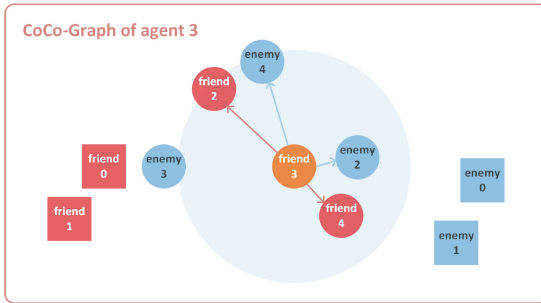 CoCo-Graph of agent 3
enemy
4
friend
2
friend
0
enemy
3
friend
3
enemy
2
enemy
0
friend
1
friend
4
enemy
1